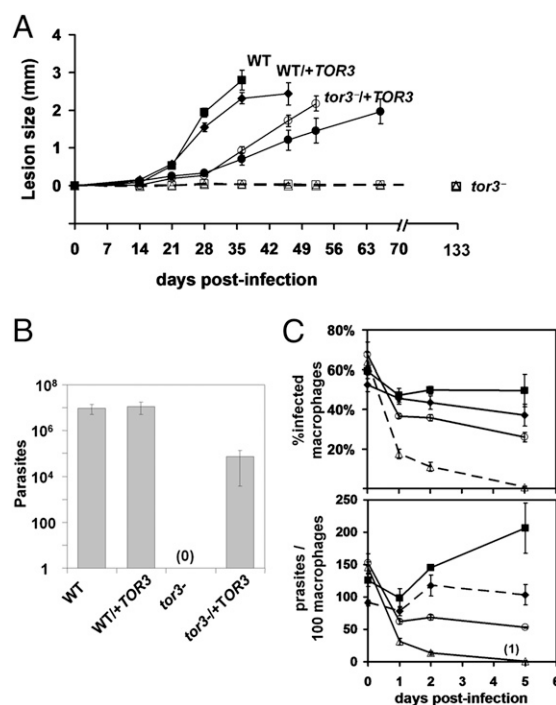 A
Lesion size (mm)
4
3
2
1
0
WT
WT/+TOR3
tor3⁻/+TOR3
tor3⁻
0 7 14 21 28 35 42 49 56 63 70 133
days post-infection
B
Parasites
10⁸
10⁶
10⁴
100
1
(0)
WT
WT/+TOR3
tor3-
tor3-/+TOR3
C
%infected
macrophages
80%
60%
40%
20%
prasites /
100 macrophages
250
200
150
100
50
0
(1)
0 1 2 3 4 5 6
days post-infection